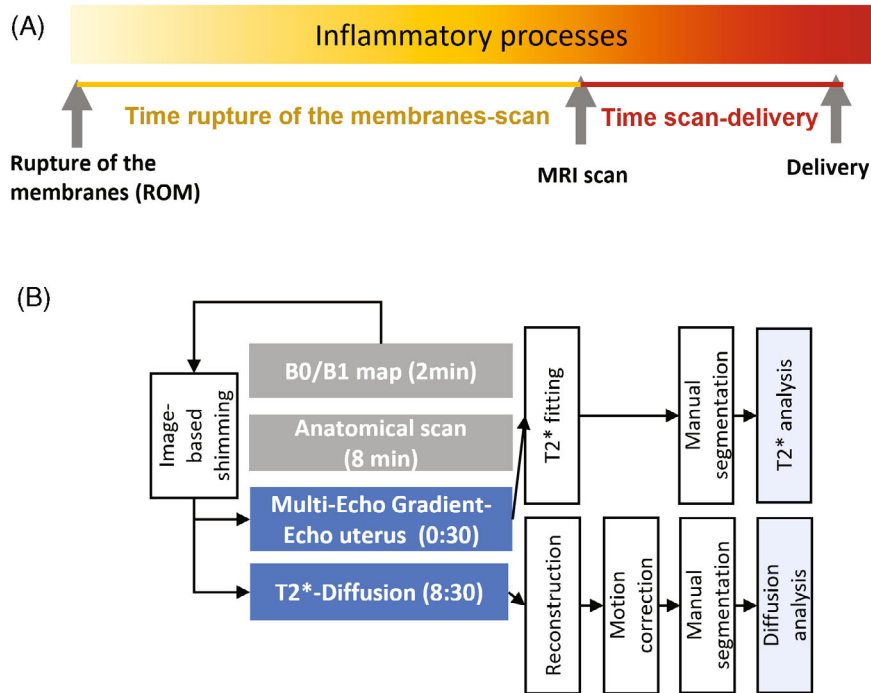 (A)
Inflammatory processes
Time rupture of the membranes-scan
Time scan-delivery
Rupture of the
membranes (ROM)
MRI scan
Delivery
(B)
Image-
based
shimming
B0/B1 map (2min)
Anatomical scan
(8 min)
Multi-Echo Gradient-
Echo uterus (0:30)
T2*-Diffusion (8:30)
T2* fitting
Manual
segmentation
T2* analysis
Reconstruction
Motion
correction
Manual
segmentation
Diffusion
analysis